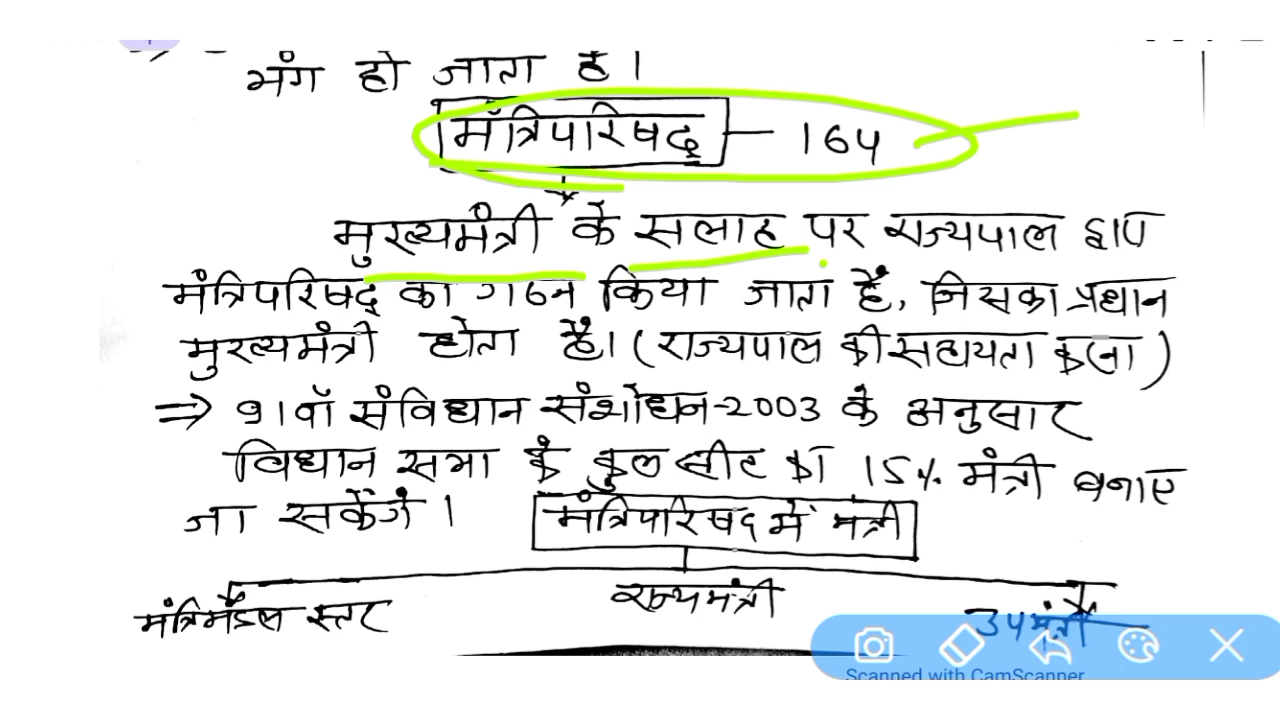 भंग हो जाता है।
मंत्रिपरिषद् — 164
मुख्यमंत्री के सलाह पर राज्यपाल द्वारा
मंत्रिपरिषद् का गठन किया जाता है, जिसका प्रधान
मुख्यमंत्री होता है। (राज्यपाल की सहायता करना)
⇒ 91वाँ संविधान संशोधन-2003 के अनुसार
विधान सभा के कुल सीट का 15% मंत्री बनाए
जा सकेंगे।
मंत्रिपरिषद में मंत्री
मंत्रिमंडल स्तर राज्यमंत्री उपमंत्री
Scanned with CamScanner